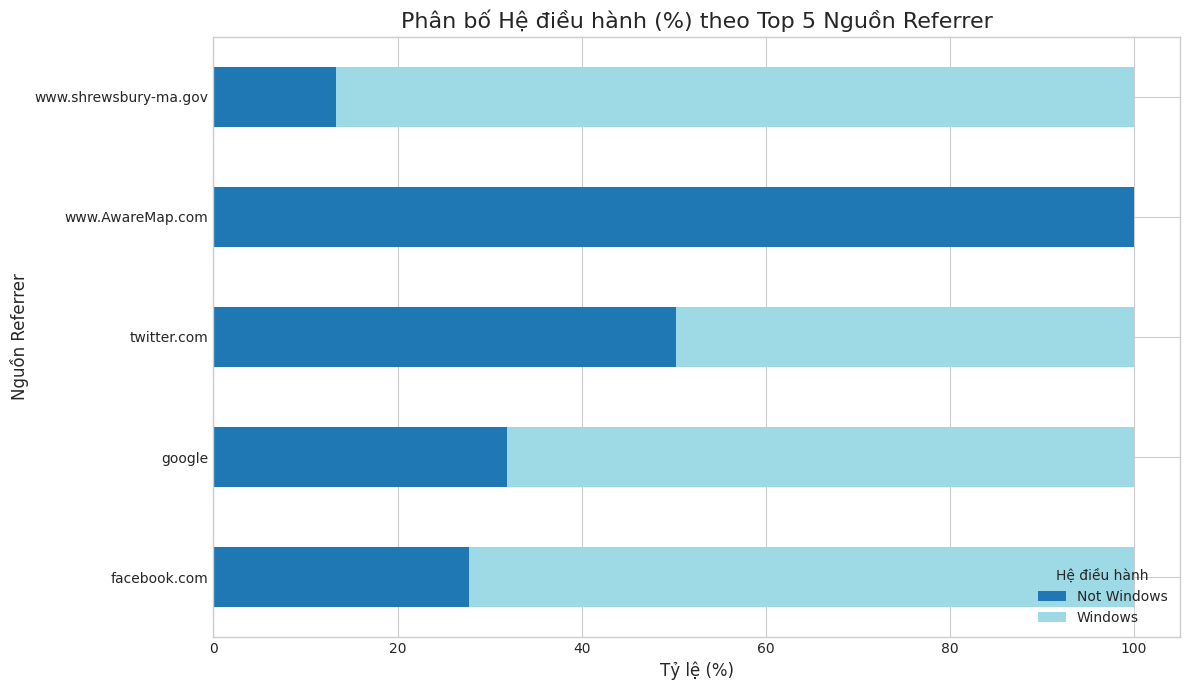 Phân bố Hệ điều hành (%) theo Top 5 Nguồn Referrer
Nguồn Referrer
www.shrewsbury-ma.gov
www.AwareMap.com
twitter.com
google
facebook.com
Hệ điều hành
Not Windows
Windows
0 20 40 60 80 100
Tỷ lệ (%)